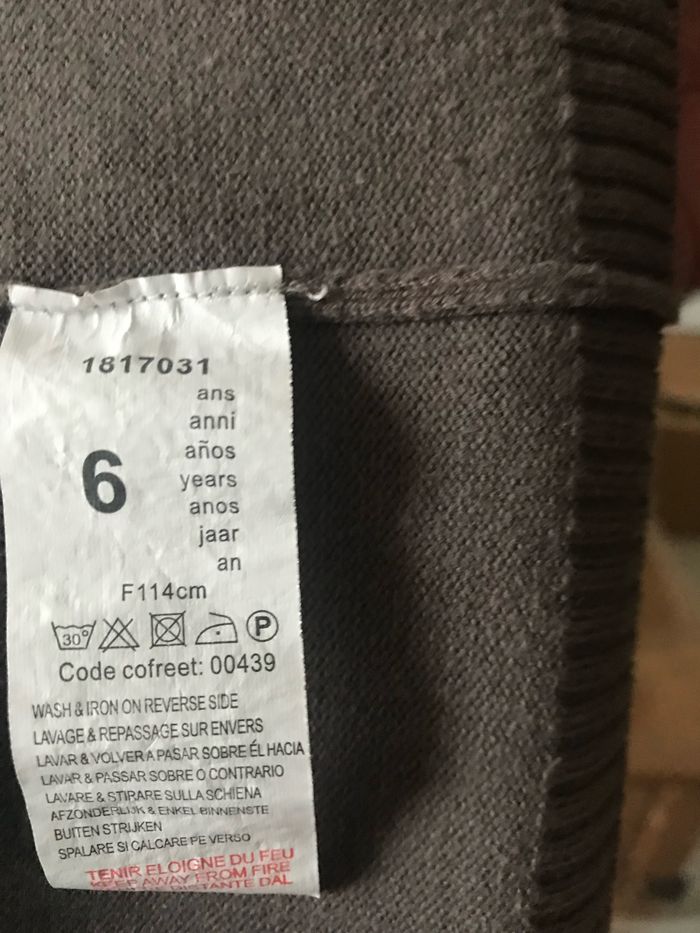 1817031
ans
anni
años
6 years
anos
jaar
an
F114cm
30° P
Code cofreet: 00439
WASH & IRON ON REVERSE SIDE
LAVAGE & REPASSAGE SUR ENVERS
LAVAR & VOLVER A PASAR SOBRE ÉL HACIA
LAVAR & PASSAR SOBRE O CONTRARIO
LAVARE & STIRARE SULLA SCHIENA
AFZONDERLIJK & ENKEL BINNENSTE
BUITEN STRIJKEN
SPALARE SI CALCARE PE VERSO
TENIR ELOIGNE DU FEU
KEEP AWAY FROM FIRE
DAL